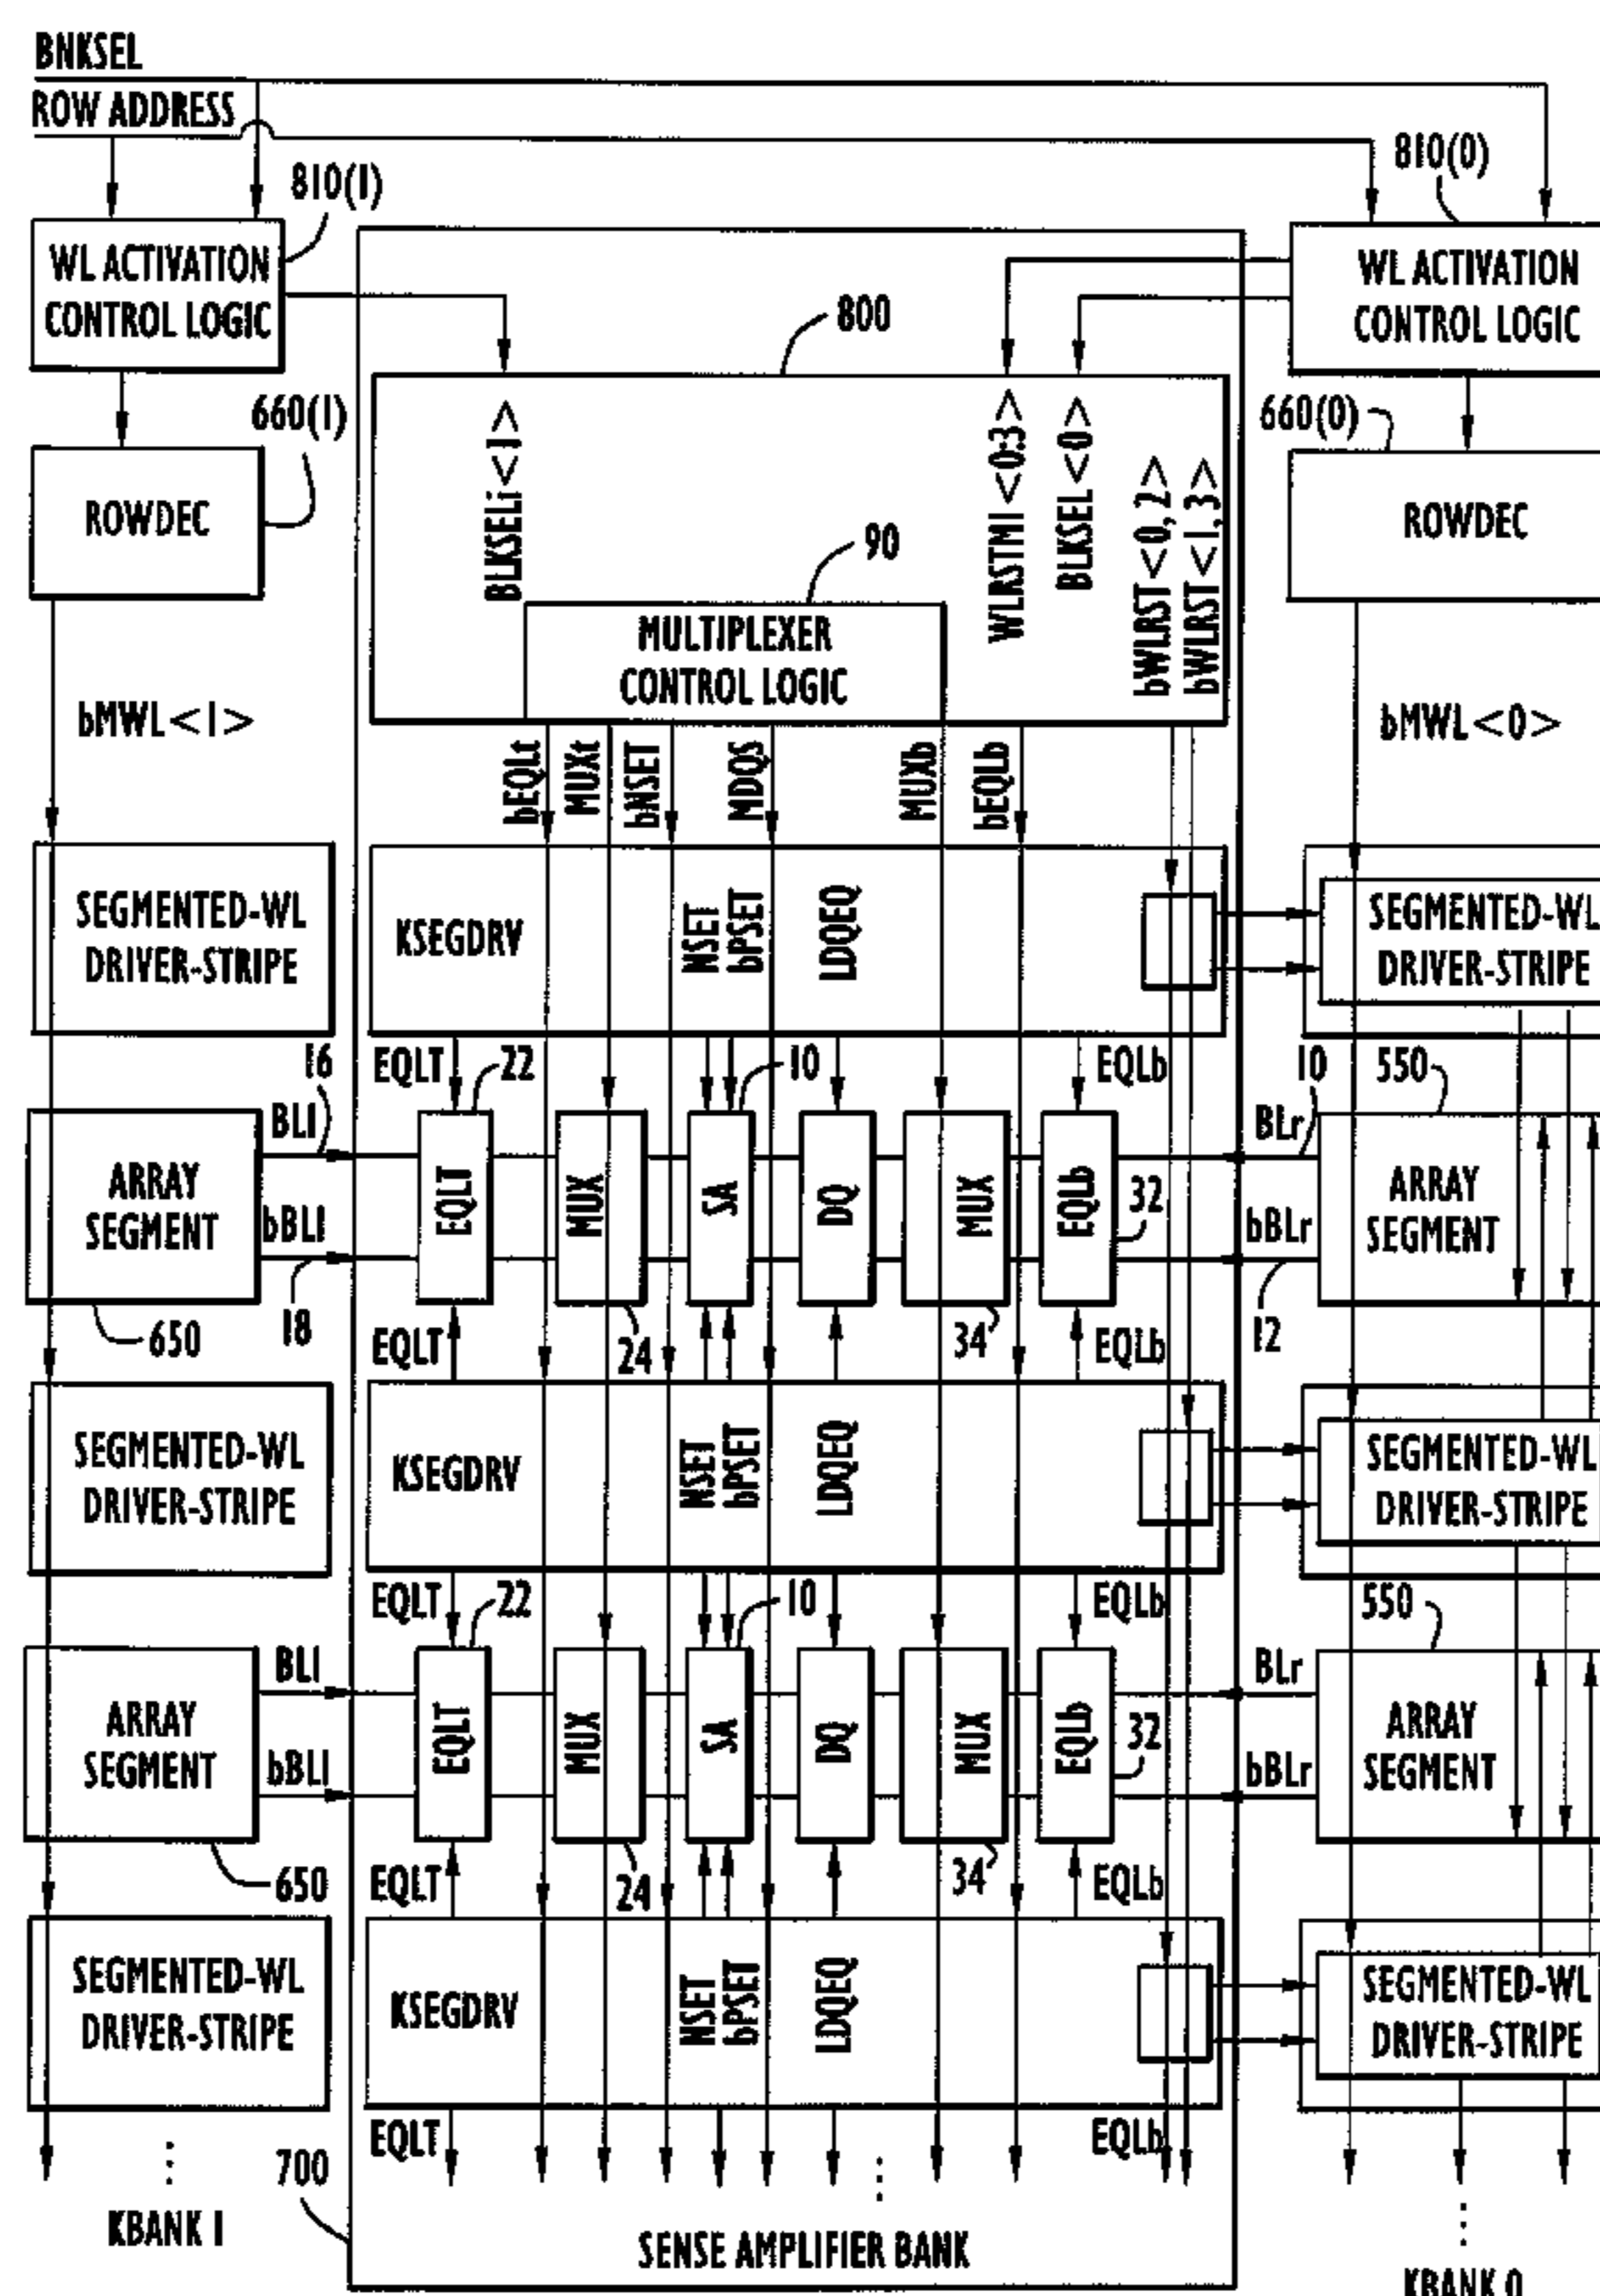 BNKSEL
ROW ADDRESS
810(1)
810(0)
WL ACTIVATION
CONTROL LOGIC
WL ACTIVATION
CONTROL LOGIC
800
660(1)
660(0)
ROWDEC
ROWDEC
BLKSELi<1>
WLRSTMI<0:3>
BLKSEL<0>
bWLRST<0,2>
bWLRST<1,3>
90
MULTIPLEXER
CONTROL LOGIC
bMWL<1>
bMWL<0>
bEQLt
MUXt
bNSET
MDQS
MUXb
bEQLb
SEGMENTED-WL
DRIVER-STRIPE
KSEGDRV
NSET
bPSET
LDQEQ
SEGMENTED-WL
DRIVER-STRIPE
16
EQLT
22
10
EQLb
10
550
BLl
BLr
ARRAY
SEGMENT
EQLT
MUX
SA
DQ
MUX
EQLb
32
ARRAY
SEGMENT
bBLl
bBLr
650
18
EQLT
24
34
EQLb
12
SEGMENTED-WL
DRIVER-STRIPE
KSEGDRV
NSET
bPSET
LDQEQ
SEGMENTED-WL
DRIVER-STRIPE
EQLT
22
10
EQLb
550
BLl
BLr
ARRAY
SEGMENT
EQLT
MUX
SA
DQ
MUX
EQLb
32
ARRAY
SEGMENT
bBLl
bBLr
650
EQLT
24
34
EQLb
SEGMENTED-WL
DRIVER-STRIPE
KSEGDRV
NSET
bPSET
LDQEQ
SEGMENTED-WL
DRIVER-STRIPE
EQLT
EQLb
700
KBANK 1
SENSE AMPLIFIER BANK
KBANK 0